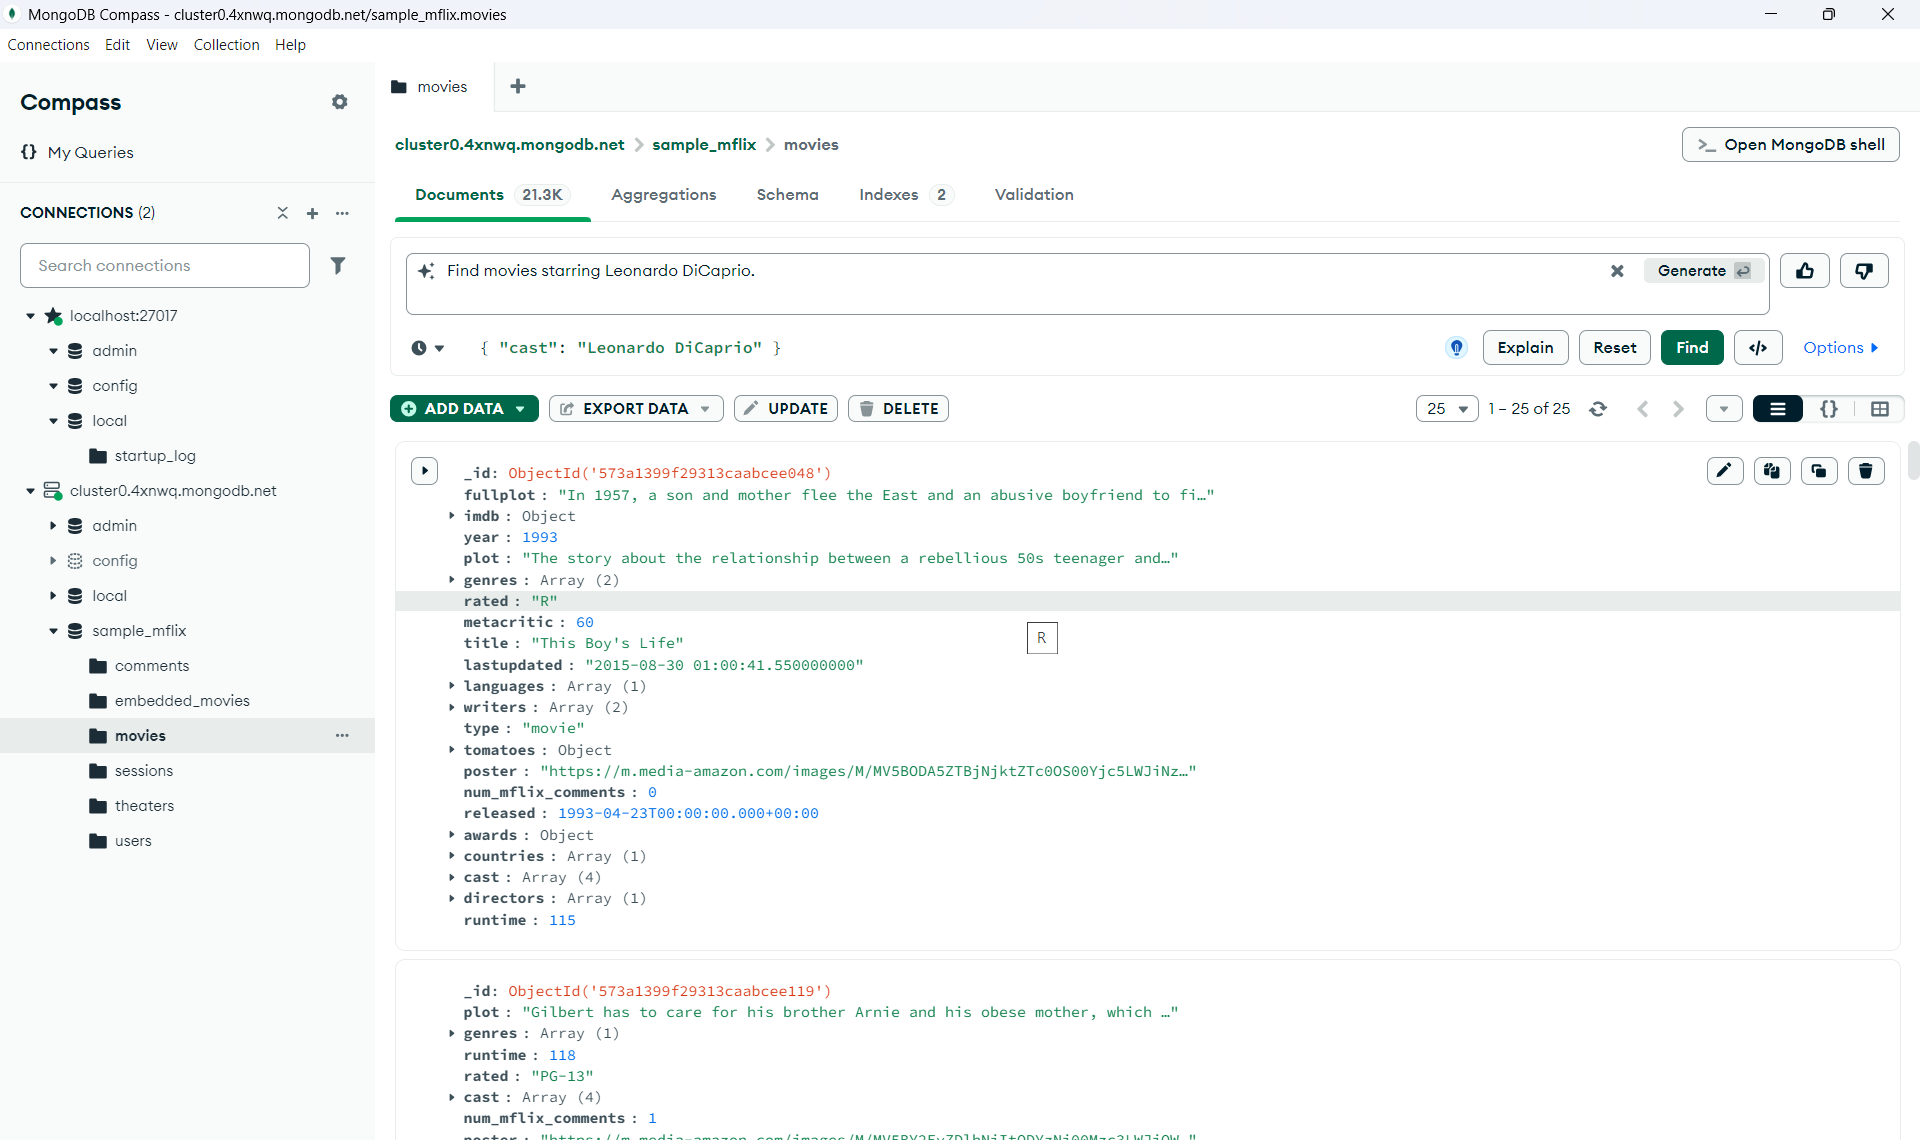 MongoDB Compass - cluster0.4xnwq.mongodb.net/sample_mflix.movies
Connections Edit View Collection Help
Compass
My Queries
CONNECTIONS (2)
Search connections
localhost:27017
admin
config
local
startup_log
cluster0.4xnwq.mongodb.net
admin
config
local
sample_mflix
comments
embedded_movies
movies
sessions
theaters
users
movies
cluster0.4xnwq.mongodb.net > sample_mflix > movies
>_ Open MongoDB shell
Documents 21.3K Aggregations Schema Indexes 2 Validation
Find movies starring Leonardo DiCaprio.
Generate
{ "cast": "Leonardo DiCaprio" }
Explain Reset Find </> Options
ADD DATA EXPORT DATA UPDATE DELETE
25 1 – 25 of 25 {}
_id: ObjectId('573a1399f29313caabcee048')
fullplot : "In 1957, a son and mother flee the East and an abusive boyfriend to fi…"
imdb : Object
year : 1993
plot : "The story about the relationship between a rebellious 50s teenager and…"
genres : Array (2)
rated : "R"
metacritic : 60
R
title : "This Boy's Life"
lastupdated : "2015-08-30 01:00:41.550000000"
languages : Array (1)
writers : Array (2)
type : "movie"
tomatoes : Object
poster : "https://m.media-amazon.com/images/M/MV5BODA5ZTBjNjktZTc0OS00Yjc5LWJiNz…"
num_mflix_comments : 0
released : 1993-04-23T00:00:00.000+00:00
awards : Object
countries : Array (1)
cast : Array (4)
directors : Array (1)
runtime : 115
_id: ObjectId('573a1399f29313caabcee119')
plot : "Gilbert has to care for his brother Arnie and his obese mother, which …"
genres : Array (1)
runtime : 118
rated : "PG-13"
cast : Array (4)
num_mflix_comments : 1